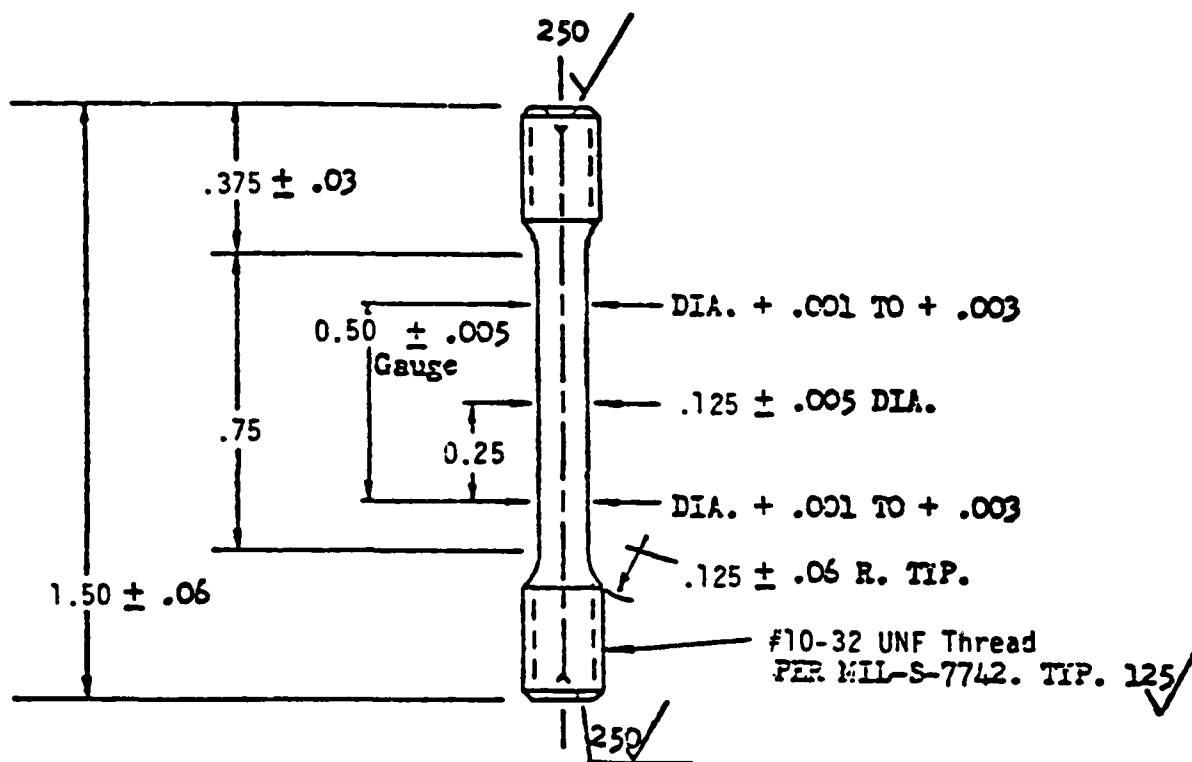 250
.375 ± .03
DIA. + .001 TO + .003
0.50 ± .005
Gauge
.125 ± .005 DIA.
.75
0.25
DIA. + .001 TO + .003
.125 ± .06 R. TIP.
1.50 ± .06
#10-32 UNF Thread
PER MIL-S-7742. TYP. 125
250